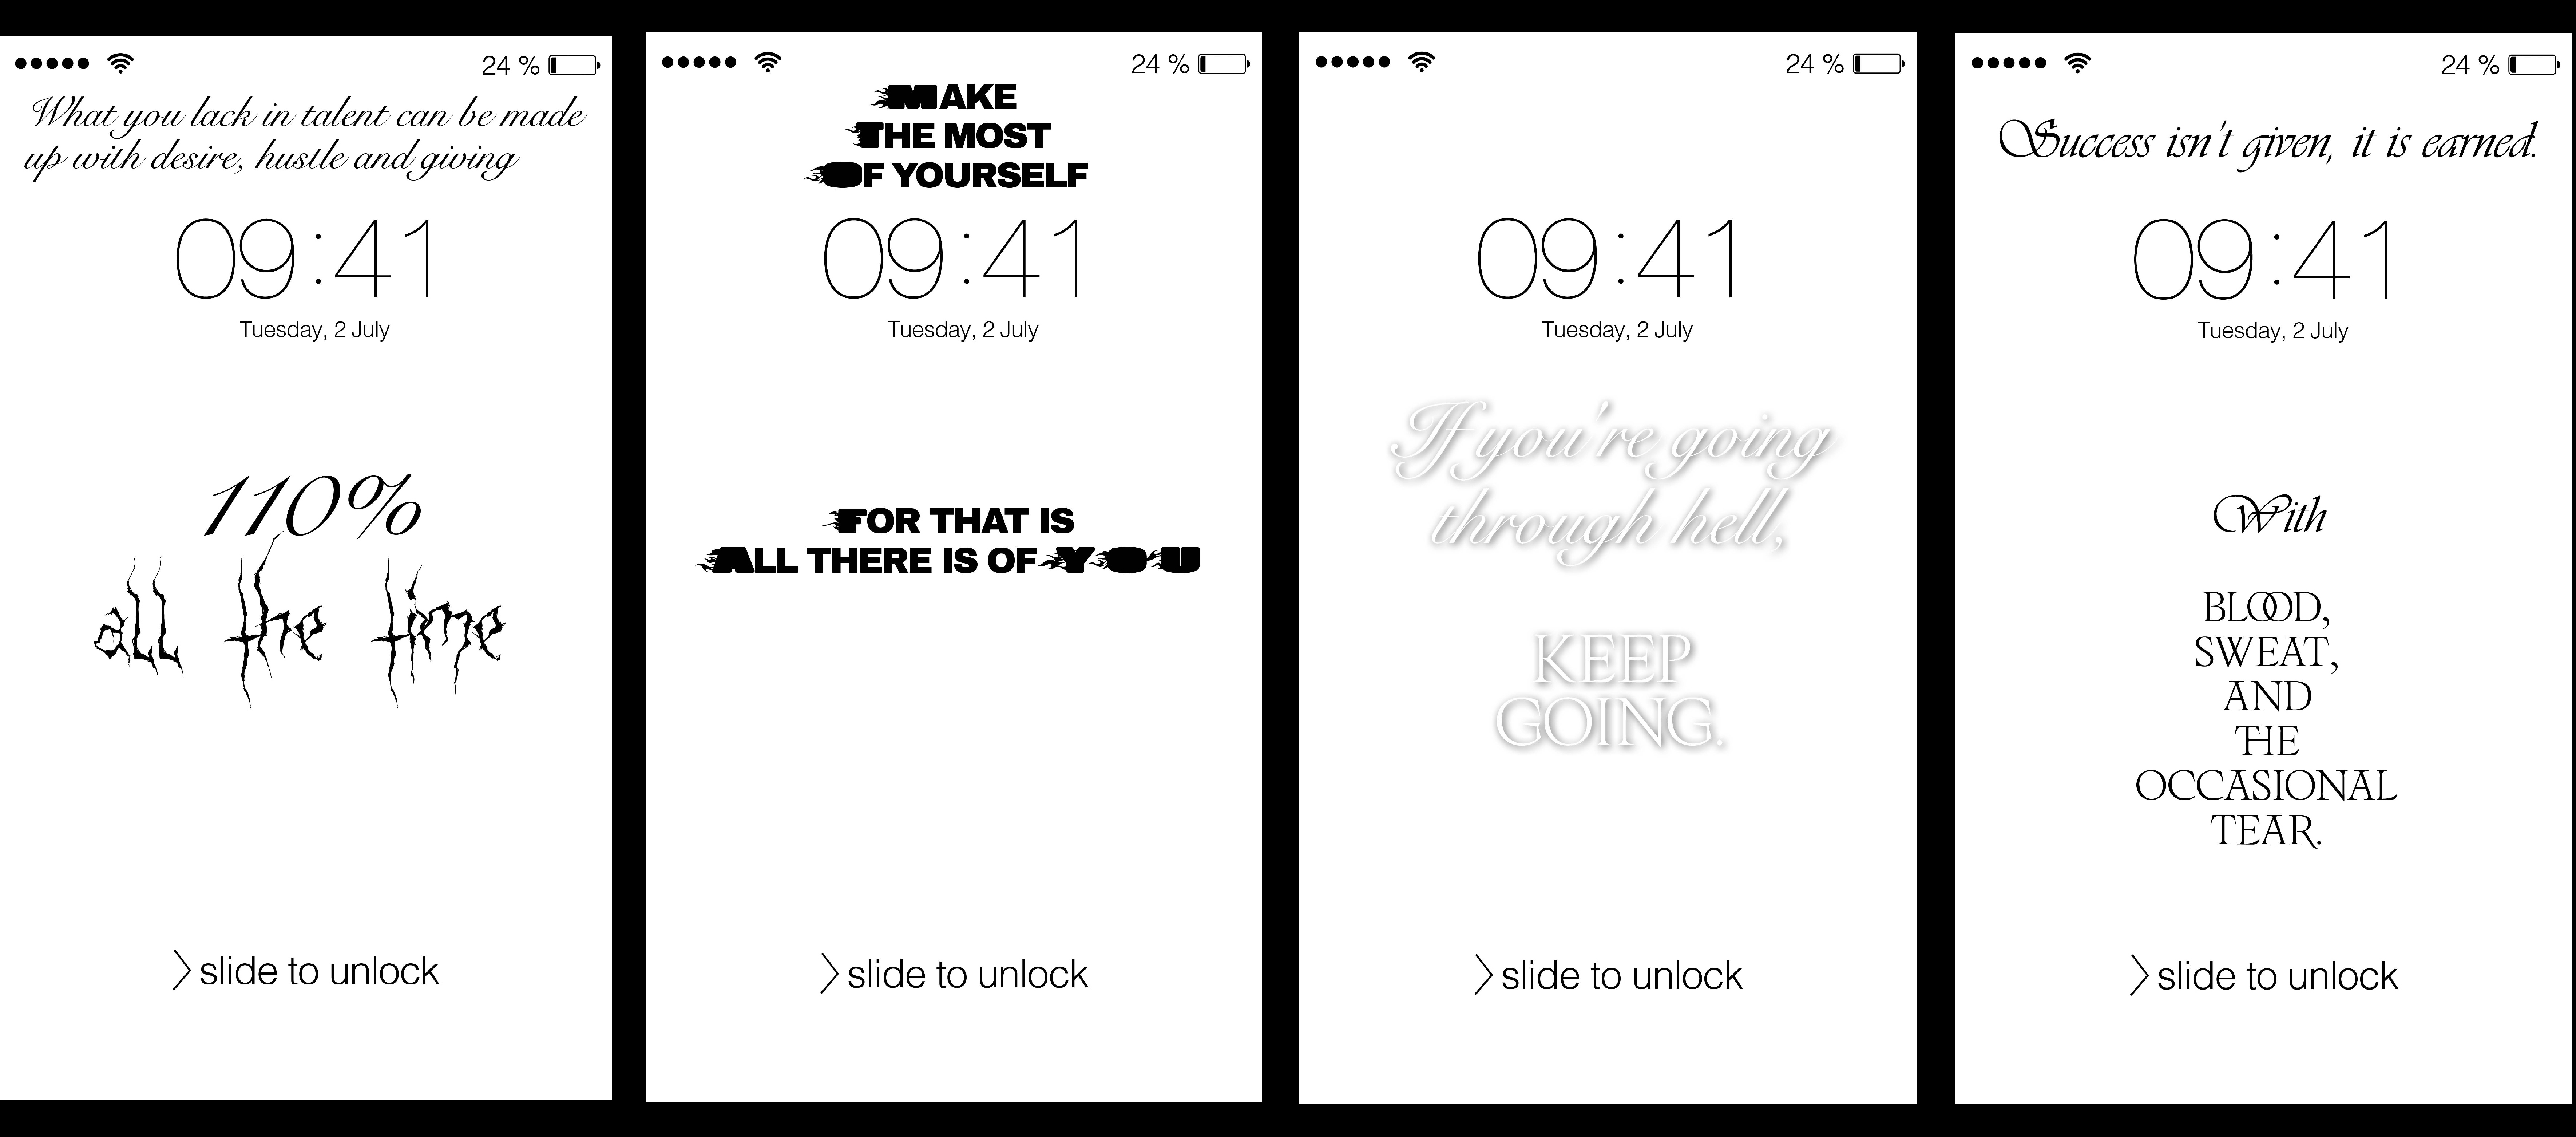 24 %
What you lack in talent can be made
up with desire, hustle and giving
09:41
Tuesday, 2 July
110%
all the time
slide to unlock
24 %
MAKE
THE MOST
OF YOURSELF
09:41
Tuesday, 2 July
FOR THAT IS
ALL THERE IS OF YOU
slide to unlock
24 %
09:41
Tuesday, 2 July
If you're going
through hell,
KEEP
GOING.
slide to unlock
24 %
Success isn't given, it is earned.
09:41
Tuesday, 2 July
With
BLOOD,
SWEAT,
AND
THE
OCCASIONAL
TEAR.
slide to unlock